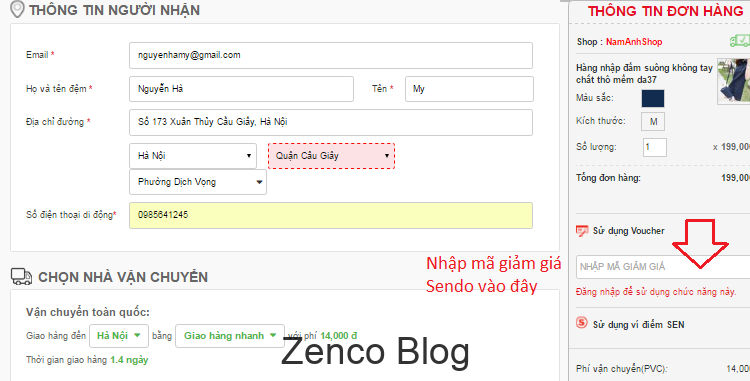 THÔNG TIN NGƯỜI NHẬN
Email *
nguyenhamy@gmail.com
Họ và tên đệm *
Nguyễn Hà
Tên *
My
Địa chỉ đường *
Số 173 Xuân Thủy Cầu Giấy, Hà Nội
Hà Nội
Quận Cầu Giấy
Phường Dịch Vọng
Số điện thoại di động*
0985641245
CHỌN NHÀ VẬN CHUYỂN
Vận chuyển toàn quốc:
Giao hàng đến Hà Nội bằng Giao hàng nhanh với phí 14,000 đ
Thời gian giao hàng 1.4 ngày
Nhập mã giảm giá
Sendo vào đây
Zenco Blog
THÔNG TIN ĐƠN HÀNG
Shop : NamAnhShop
Hàng nhập đầm suông không tay
chất thô mềm da37
Màu sắc:
Kích thước: M
Số lượng: 1 x 199,000
Tổng đơn hàng: 199,00
Sử dụng Voucher
NHẬP MÃ GIẢM GIÁ
Đăng nhập để sử dụng chức năng này.
Sử dụng ví điểm SEN
Phí vận chuyển(PVC): 14,00